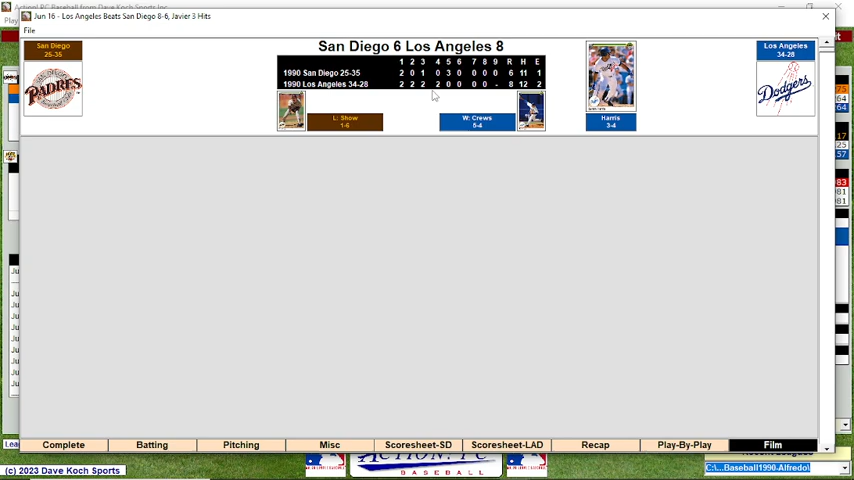 Action! PC Baseball from Dave Koch Sports
Jun 16 - Los Angeles Beats San Diego 8-6, Javier 3 Hits
File
San Diego
25-35
PADRES
San Diego 6 Los Angeles 8
1 2 3 4 5 6 7 8 9 R H E
1990 San Diego 25-35 2 0 1 0 3 0 0 0 0 6 11 1
1990 Los Angeles 34-28 2 2 2 2 0 0 0 0 - 8 12 2
L: Show
1-6
W: Crews
5-4
Harris
3-4
Los Angeles
34-28
Dodgers
Complete
Batting
Pitching
Misc
Scoresheet-SD
Scoresheet-LAD
Recap
Play-By-Play
Film
(c) 2023 Dave Koch Sports
BASEBALL
C:\...Baseball1990-Alfredo\